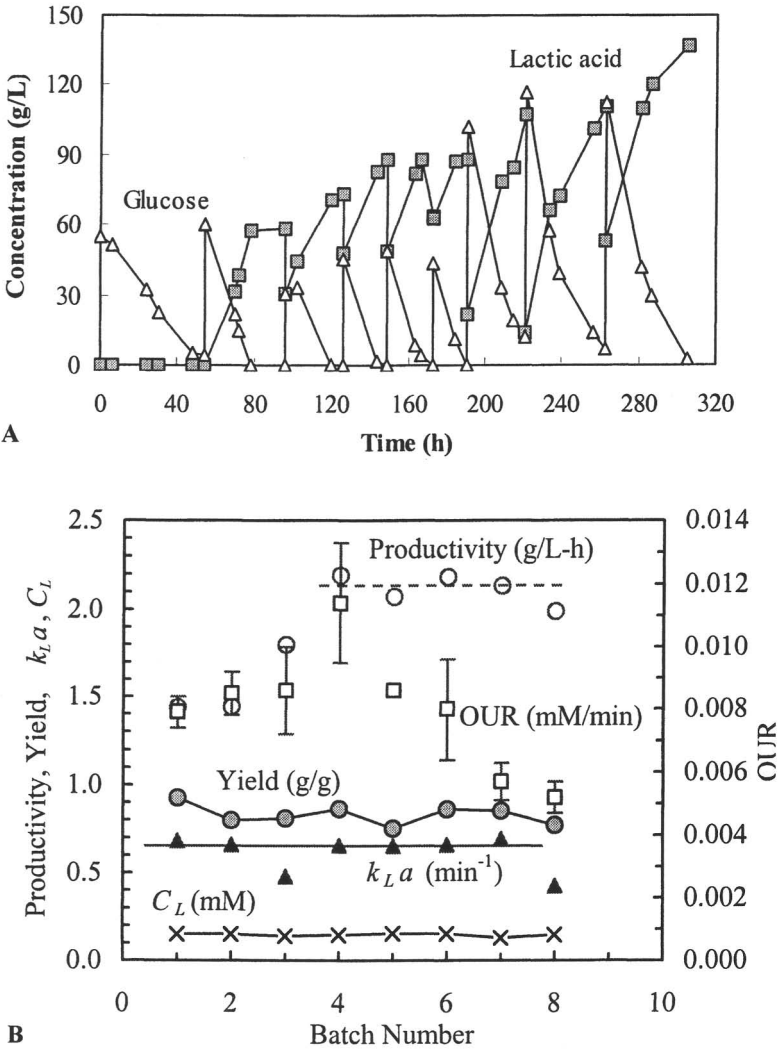 150
120
90
60
30
0
Concentration (g/L)
Lactic acid
Glucose
0 40 80 120 160 200 240 280 320
Time (h)
A
2.5
2.0
1.5
1.0
0.5
0.0
Productivity, Yield, kL a, CL
Productivity (g/L-h)
OUR (mM/min)
Yield (g/g)
kL a (min-1)
CL (mM)
0.014
0.012
0.010
0.008
0.006
0.004
0.002
0.000
OUR
0 2 4 6 8 10
Batch Number
B